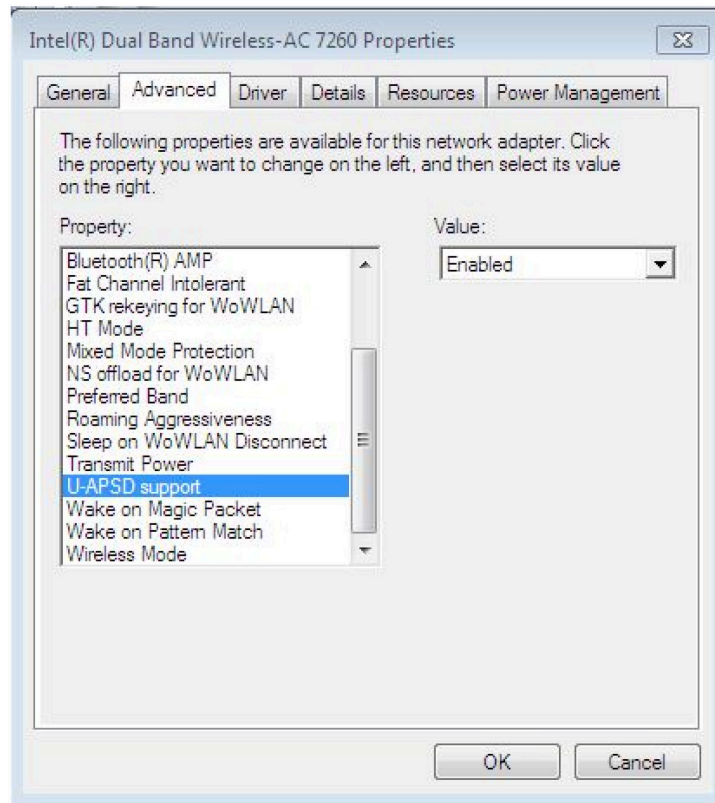 Intel(R) Dual Band Wireless-AC 7260 Properties
General Advanced Driver Details Resources Power Management
The following properties are available for this network adapter. Click
the property you want to change on the left, and then select its value
on the right.
Property:
Value:
Bluetooth(R) AMP
Fat Channel Intolerant
GTK rekeying for WoWLAN
HT Mode
Mixed Mode Protection
NS offload for WoWLAN
Preferred Band
Roaming Aggressiveness
Sleep on WoWLAN Disconnect
Transmit Power
U-APSD support
Wake on Magic Packet
Wake on Pattern Match
Wireless Mode
Enabled
OK Cancel